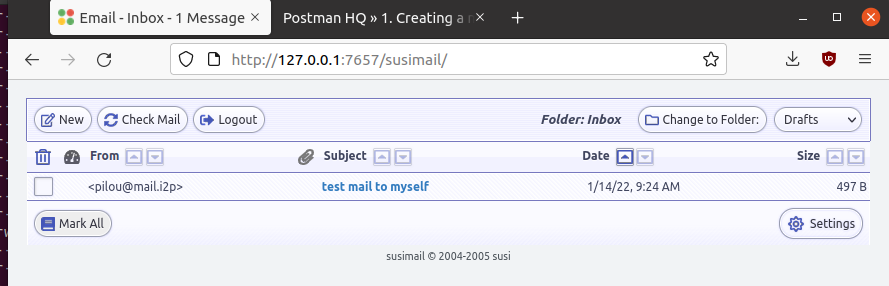 Email - Inbox - 1 Message
Postman HQ » 1. Creating a
http://127.0.0.1:7657/susimail/
New Check Mail Logout Folder: Inbox Change to Folder: Drafts
From Subject Date Size
<pilou@mail.i2p> test mail to myself 1/14/22, 9:24 AM 497 B
Mark All Settings
susimail © 2004-2005 susi